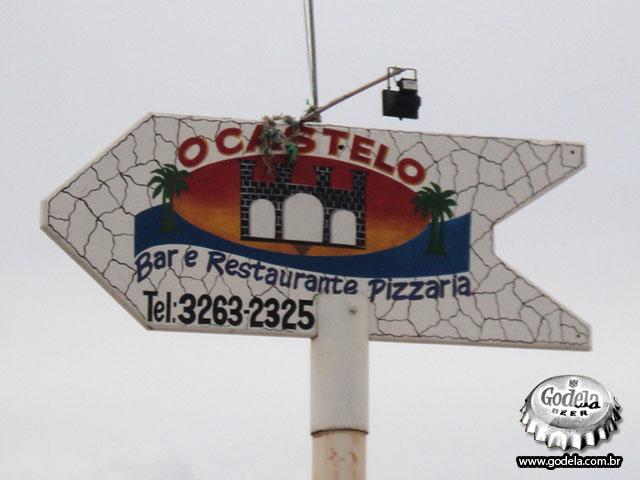 O CASTELO
Bar e Restaurante Pizzaria
Tel.:3263-2325
Godela
BEER
www.godela.com.br